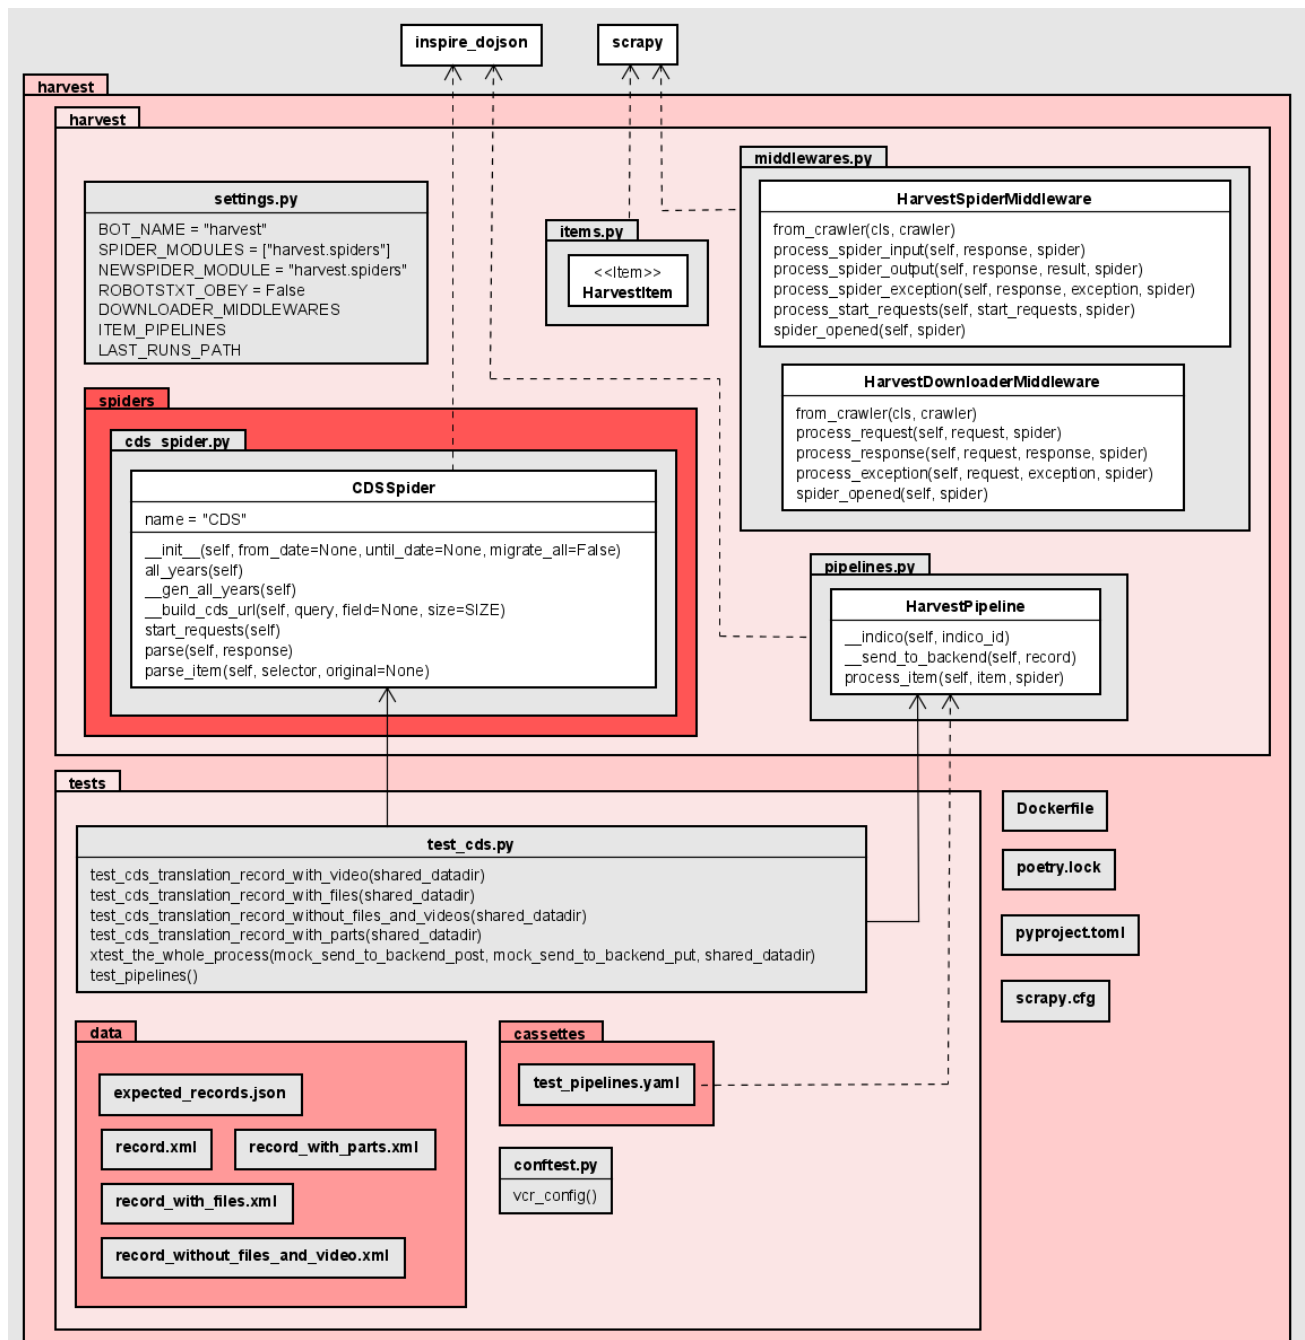 inspire_dojson
scrapy
harvest
harvest
settings.py
BOT_NAME = "harvest"
SPIDER_MODULES = ["harvest.spiders"]
NEWSPIDER_MODULE = "harvest.spiders"
ROBOTSTXT_OBEY = False
DOWNLOADER_MIDDLEWARES
ITEM_PIPELINES
LAST_RUNS_PATH
items.py
<<Item>>
HarvestItem
middlewares.py
HarvestSpiderMiddleware
from_crawler(cls, crawler)
process_spider_input(self, response, spider)
process_spider_output(self, response, result, spider)
process_spider_exception(self, response, exception, spider)
process_start_requests(self, start_requests, spider)
spider_opened(self, spider)
HarvestDownloaderMiddleware
from_crawler(cls, crawler)
process_request(self, request, spider)
process_response(self, request, response, spider)
process_exception(self, request, exception, spider)
spider_opened(self, spider)
spiders
cds_spider.py
CDSSpider
name = "CDS"
__init__(self, from_date=None, until_date=None, migrate_all=False)
all_years(self)
__gen_all_years(self)
__build_cds_url(self, query, field=None, size=SIZE)
start_requests(self)
parse(self, response)
parse_item(self, selector, original=None)
pipelines.py
HarvestPipeline
__indico(self, indico_id)
__send_to_backend(self, record)
process_item(self, item, spider)
tests
test_cds.py
test_cds_translation_record_with_video(shared_datadir)
test_cds_translation_record_with_files(shared_datadir)
test_cds_translation_record_without_files_and_videos(shared_datadir)
test_cds_translation_record_with_parts(shared_datadir)
xtest_the_whole_process(mock_send_to_backend_post, mock_send_to_backend_put, shared_datadir)
test_pipelines()
Dockerfile
poetry.lock
pyproject.toml
scrapy.cfg
data
expected_records.json
record.xml
record_with_parts.xml
record_with_files.xml
record_without_files_and_video.xml
cassettes
test_pipelines.yaml
conftest.py
vcr_config()